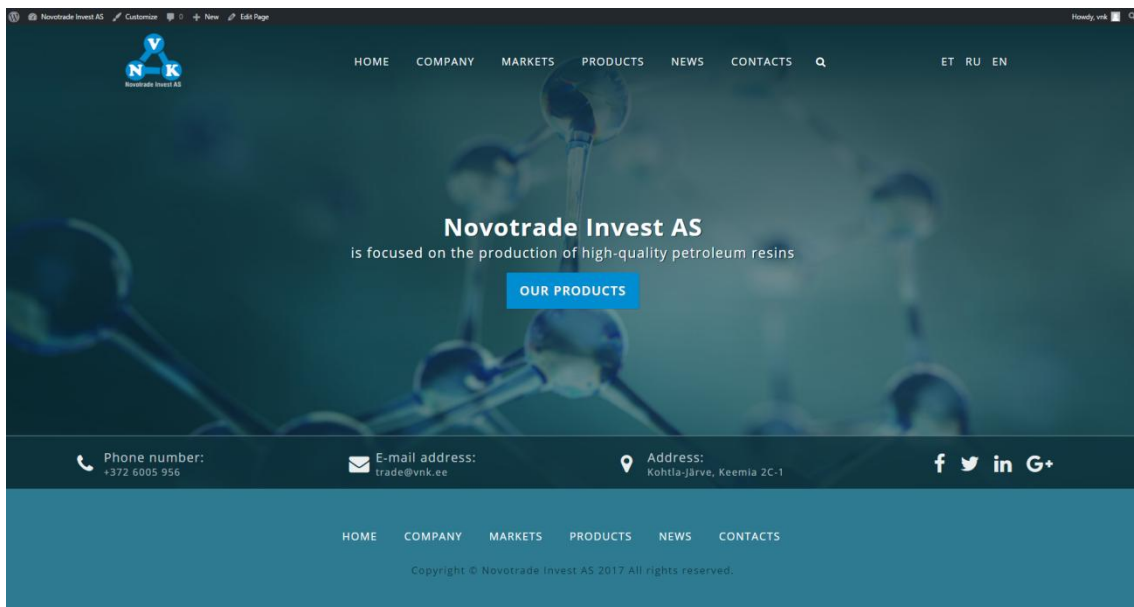 Novotrade Invest AS Customize 0 New Edit Page Howdy, vnk
V
N K
Novotrade Invest AS
HOME COMPANY MARKETS PRODUCTS NEWS CONTACTS ET RU EN
Novotrade Invest AS
is focused on the production of high-quality petroleum resins
OUR PRODUCTS
Phone number: E-mail address: Address:
+372 6005 956 trade@vnk.ee Kohtla-Järve, Keemia 2C-1
f in G+
HOME COMPANY MARKETS PRODUCTS NEWS CONTACTS
Copyright © Novotrade Invest AS 2017 All rights reserved.